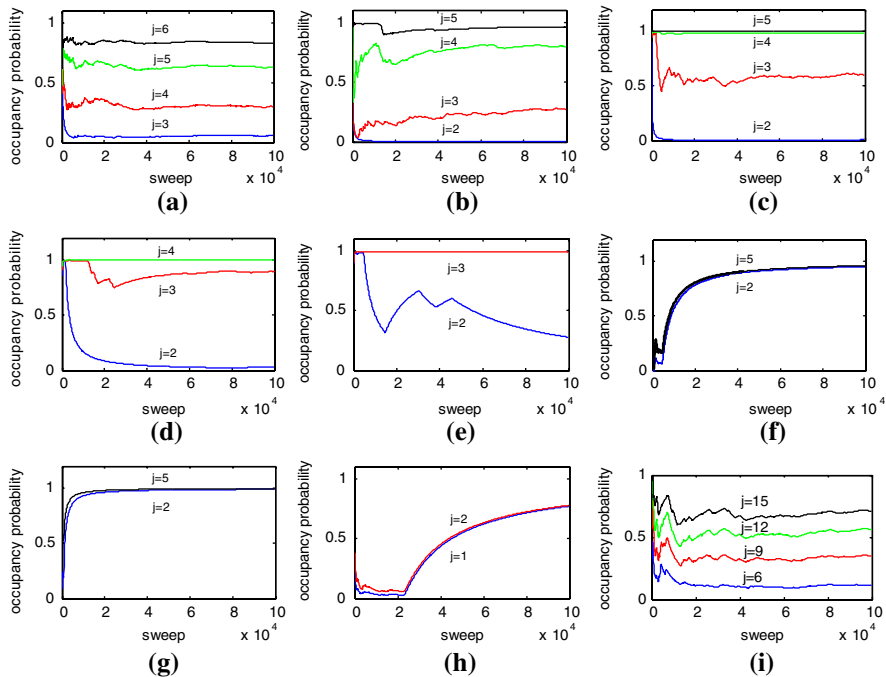 occupancy probability
1
0.5
0
j=6
j=5
j=4
j=3
0 2 4 6 8 10
sweep x 10^4
(a)
occupancy probability
1
0.5
0
j=5
j=4
j=3
j=2
0 2 4 6 8 10
sweep x 10^4
(b)
occupancy probability
1
0.5
0
j=5
j=4
j=3
j=2
0 2 4 6 8 10
sweep x 10^4
(c)
occupancy probability
1
0.5
0
j=4
j=3
j=2
0 2 4 6 8 10
sweep x 10^4
(d)
occupancy probability
1
0.5
0
j=3
j=2
0 2 4 6 8 10
sweep x 10^4
(e)
occupancy probability
1
0.5
0
j=5
j=2
0 2 4 6 8 10
sweep x 10^4
(f)
occupancy probability
1
0.5
0
j=5
j=2
0 2 4 6 8 10
sweep x 10^4
(g)
occupancy probability
1
0.5
0
j=2
j=1
0 2 4 6 8 10
sweep x 10^4
(h)
occupancy probability
1
0.5
0
j=15
j=12
j=9
j=6
0 2 4 6 8 10
sweep x 10^4
(i)